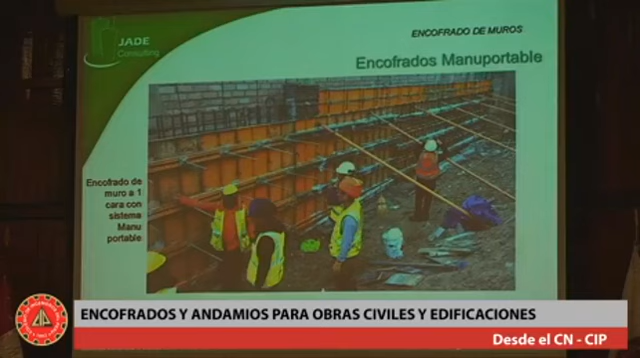 JADE
Consulting
ENCOFRADO DE MUROS
Encofrados Manuportable
Encofrado de
muro a 1
cara con
sistema
Manu
portable
ENCOFRADOS Y ANDAMIOS PARA OBRAS CIVILES Y EDIFICACIONES
Desde el CN - CIP